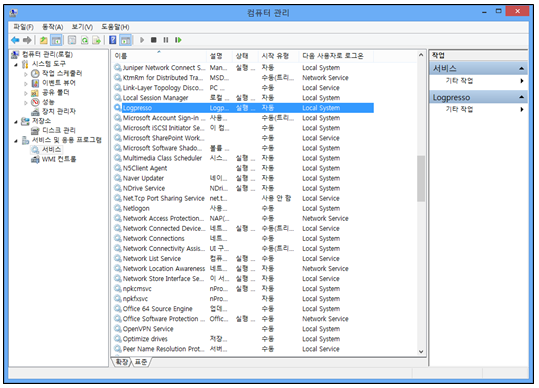 컴퓨터 관리
파일(F) 동작(A) 보기(V) 도움말(H)
컴퓨터 관리(로컬)
시스템 도구
작업 스케줄러
이벤트 뷰어
공유 폴더
성능
장치 관리자
저장소
디스크 관리
서비스 및 응용 프로그램
서비스
WMI 컨트롤
이름 설명 상태 시작 유형 다음 사용자로 로그온
Juniper Network Connect S... Man... 실행 ... 자동 Local System
KtmRm for Distributed Tra... MSD... 수동(트리... Network Service
Link-Layer Topology Disco... PC ... 수동 Local Service
Local Session Manager 로컬 ... 실행 ... 자동 Local System
Logpresso Logp... 실행 ... 자동 Local System
Microsoft Account Sign-in ... 사용... 수동(트리... Local System
Microsoft iSCSI Initiator Se... 이 컴... 수동 Local System
Microsoft SharePoint Work... 수동 Local Service
Microsoft Software Shado... 볼륨 ... 수동 Local System
Multimedia Class Scheduler 시스... 실행 ... 자동 Local System
N5Client Agent 자동 Local System
Naver Updater 네이... 실행 ... 자동 Local System
NDrive Service NDri... 실행 ... 자동 Local System
Net.Tcp Port Sharing Service net.t... 사용 안 함 Local Service
Netlogon 사용... 수동 Local System
Network Access Protection... NAP(... 수동 Network Service
Network Connected Device... 네트... 실행 ... 수동(트리... Local Service
Network Connections 네트... 수동 Local System
Network Connectivity Assis... UI 구... 수동(트리... Local System
Network List Service 컴퓨... 실행 ... 수동 Local Service
Network Location Awareness 네트... 실행 ... 자동 Network Service
Network Store Interface Se... 이 서... 실행 ... 자동 Local Service
npkcmsvc nPro... 실행 ... 자동 Local System
npkfxsvc nPro... 자동 Local System
Office 64 Source Engine 업데... 수동 Local System
Office Software Protection ... Offic... 실행 ... 수동 Network Service
OpenVPN Service 수동 Local System
Optimize drives 저장... 수동 Local System
Peer Name Resolution Prot... 서버... 수동 Local Service
확장 표준
작업
서비스
기타 작업
Logpresso
기타 작업